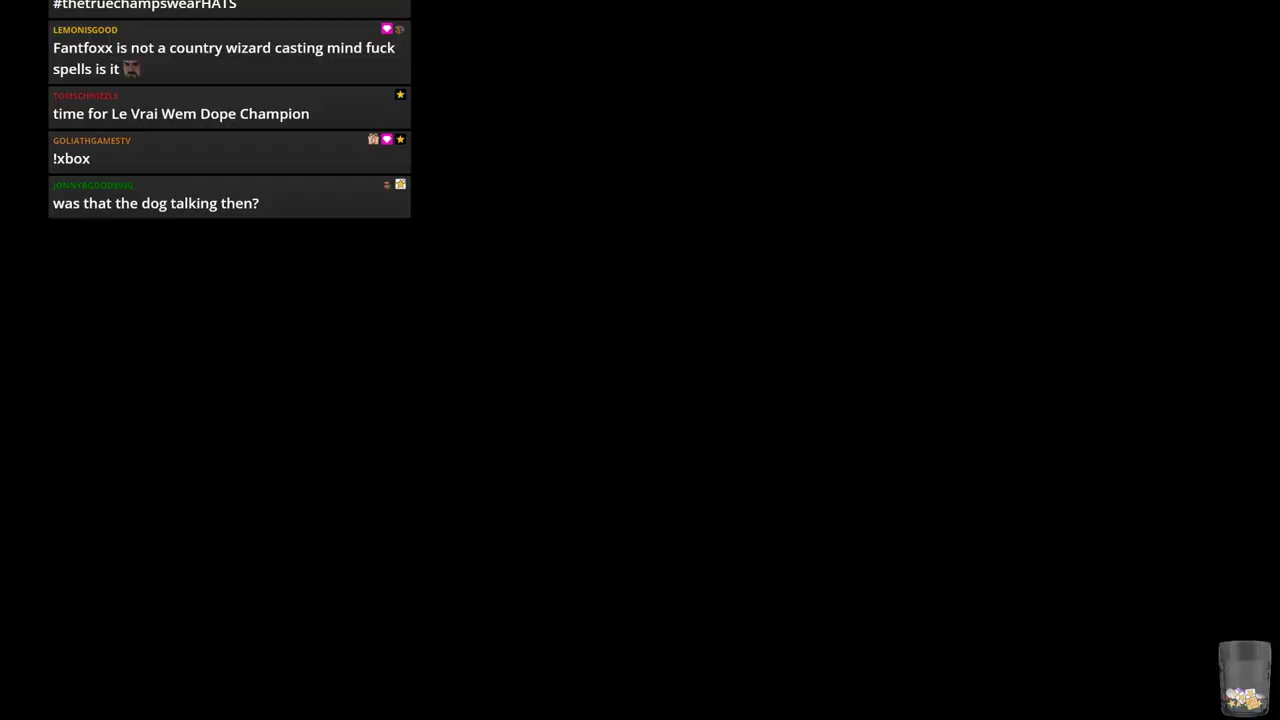 #thetruechampswearHATS
LEMONISGOOD
Fantfoxx is not a country wizard casting mind fuck
spells is it
TOMSCHNIZZLE
time for Le Vrai Wem Dope Champion
GOLIATHGAMESTV
!xbox
was that the dog talking then?